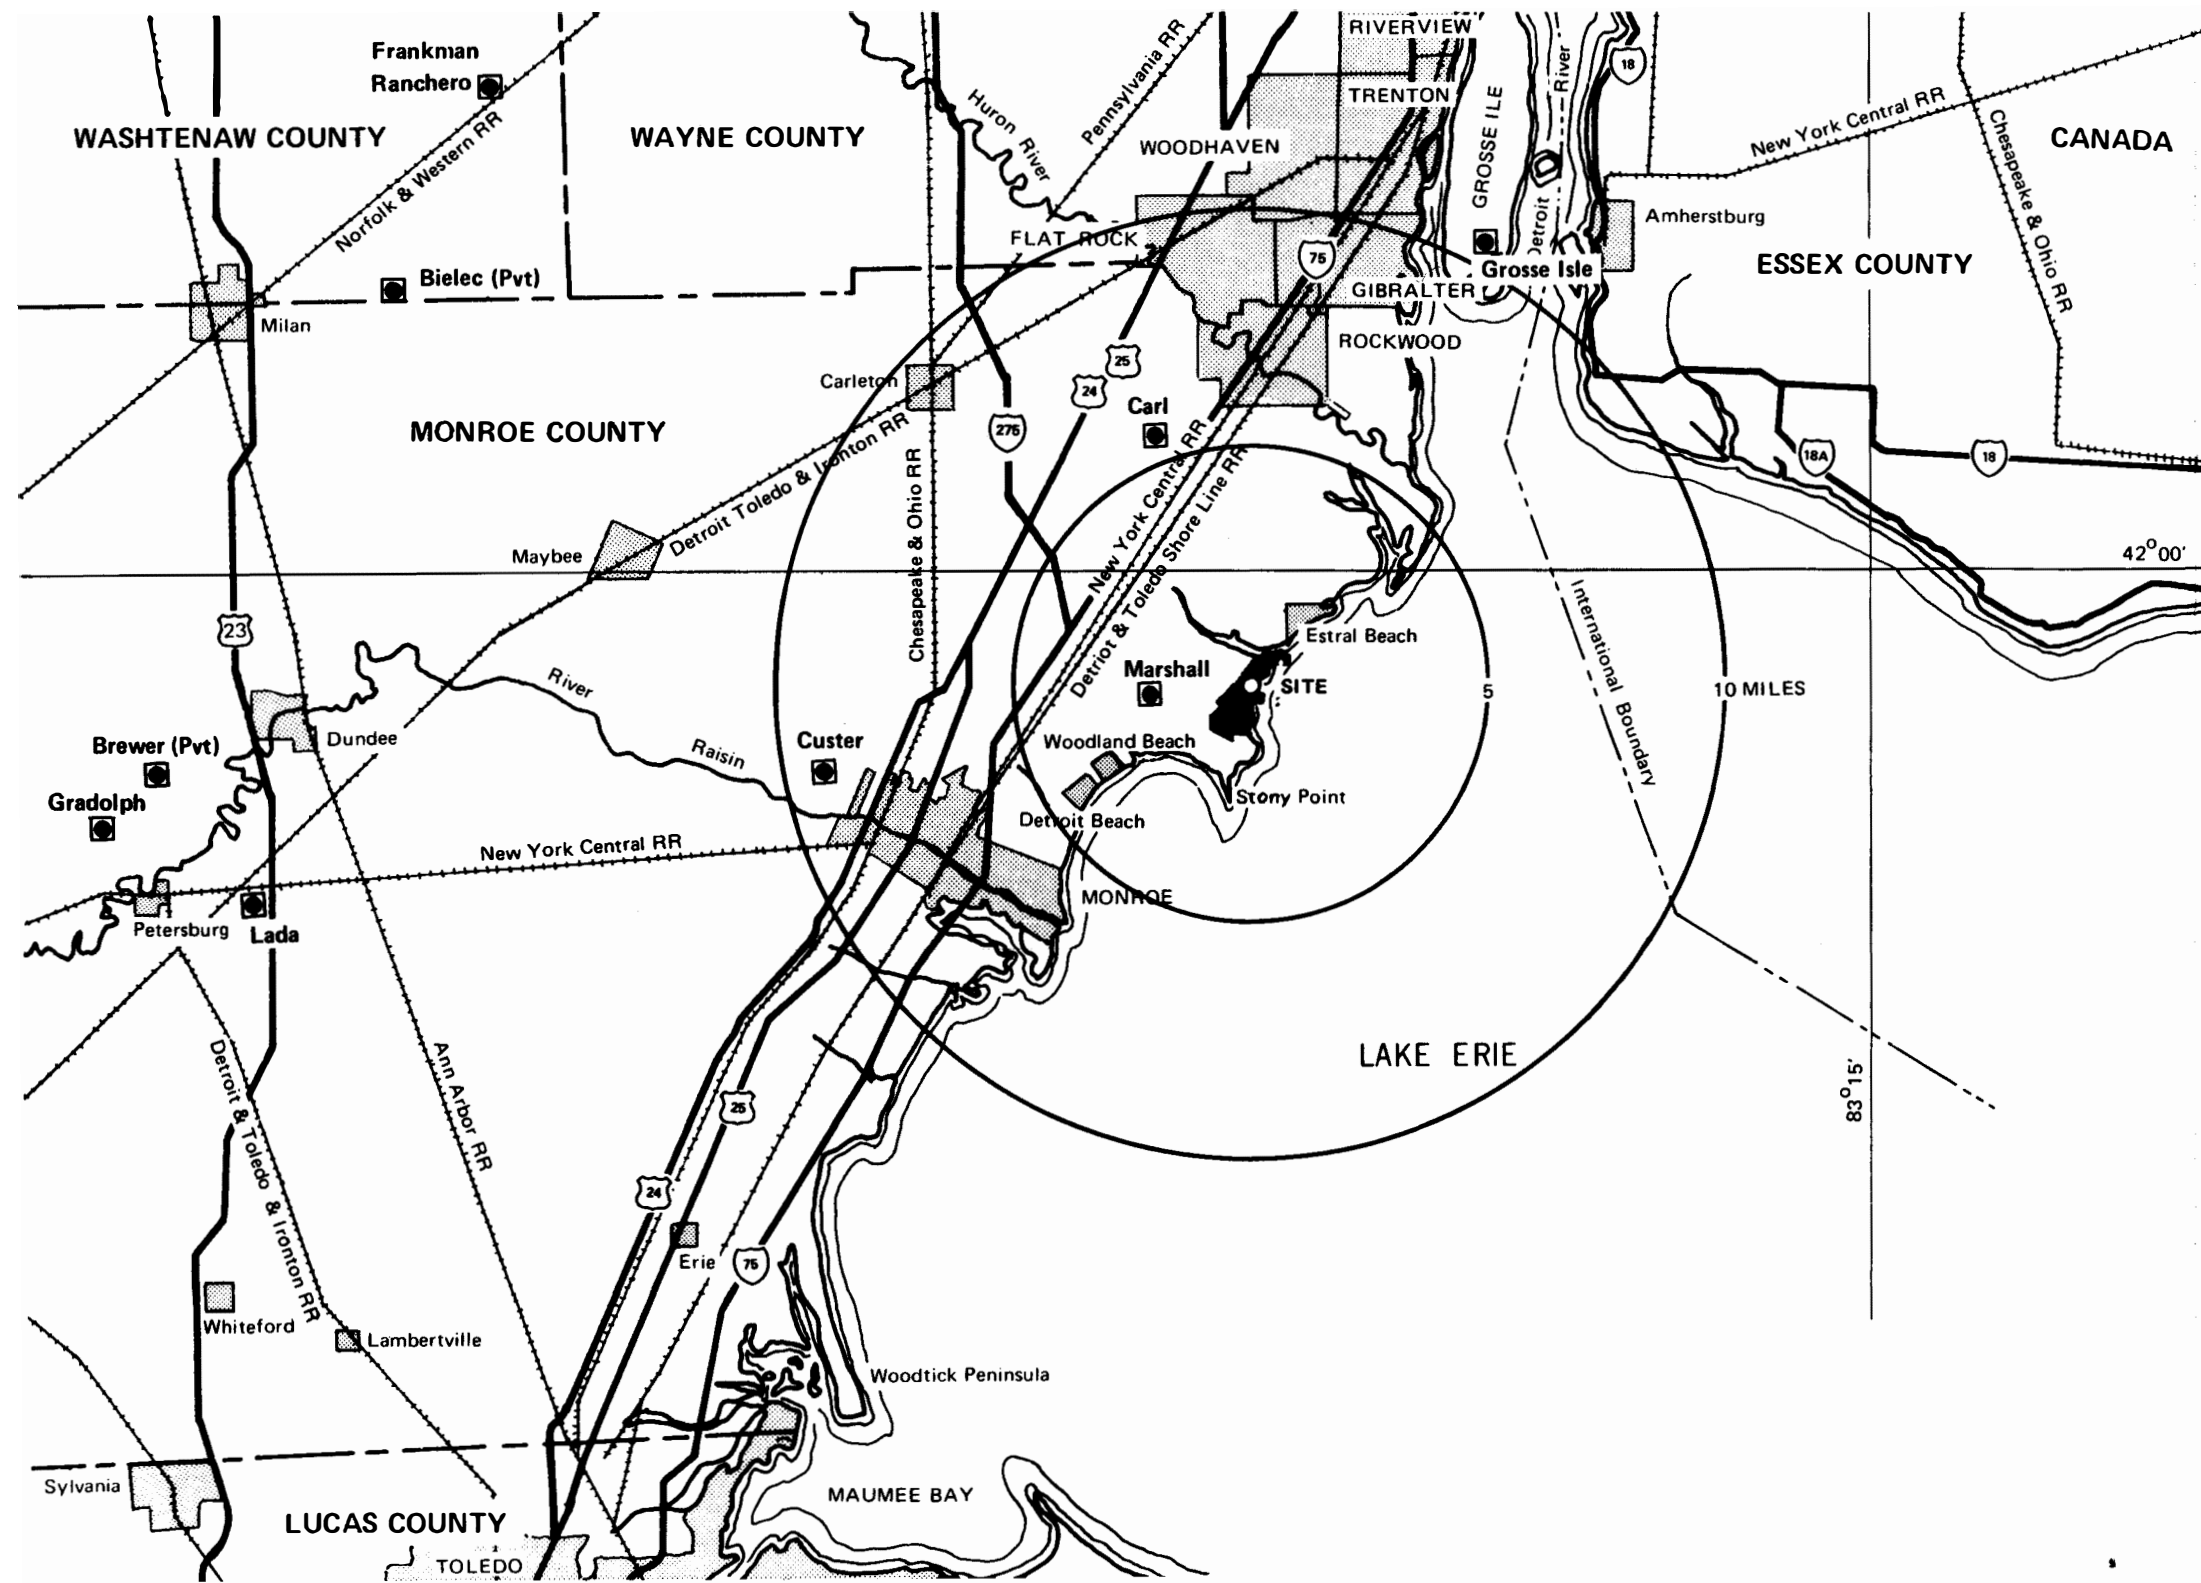 RIVERVIEW
Frankman
Ranchero
Pennsylvania RR
18
River
TRENTON
Huron River
GROSSE ILE
New York Central RR
Chesapeake & Ohio RR
CANADA
WASHTENAW COUNTY
WAYNE COUNTY
WOODHAVEN
Norfolk & Western RR
Detroit
Amherstburg
FLAT ROCK
75
Grosse Isle
ESSEX COUNTY
Bielec (Pvt)
GIBRALTER
Milan
ROCKWOOD
25
Carleton
24
Carl
MONROE COUNTY
275
18A
18
Detroit Toledo & Ironton RR
Chesapeake & Ohio RR
New York Central RR
Detriot & Toledo Shore Line RR
Maybee
42°00'
International Boundary
23
Estral Beach
Marshall
SITE
5
10 MILES
River
Raisin
Dundee
Brewer (Pvt)
Custer
Woodland Beach
Gradolph
Stony Point
Detroit Beach
New York Central RR
MONROE
Petersburg
Lada
LAKE ERIE
83°15'
Detroit & Toledo & Ironton RR
Ann Arbor RR
25
24
Erie
75
Whiteford
Lambertville
Woodtick Peninsula
Sylvania
MAUMEE BAY
LUCAS COUNTY
TOLEDO